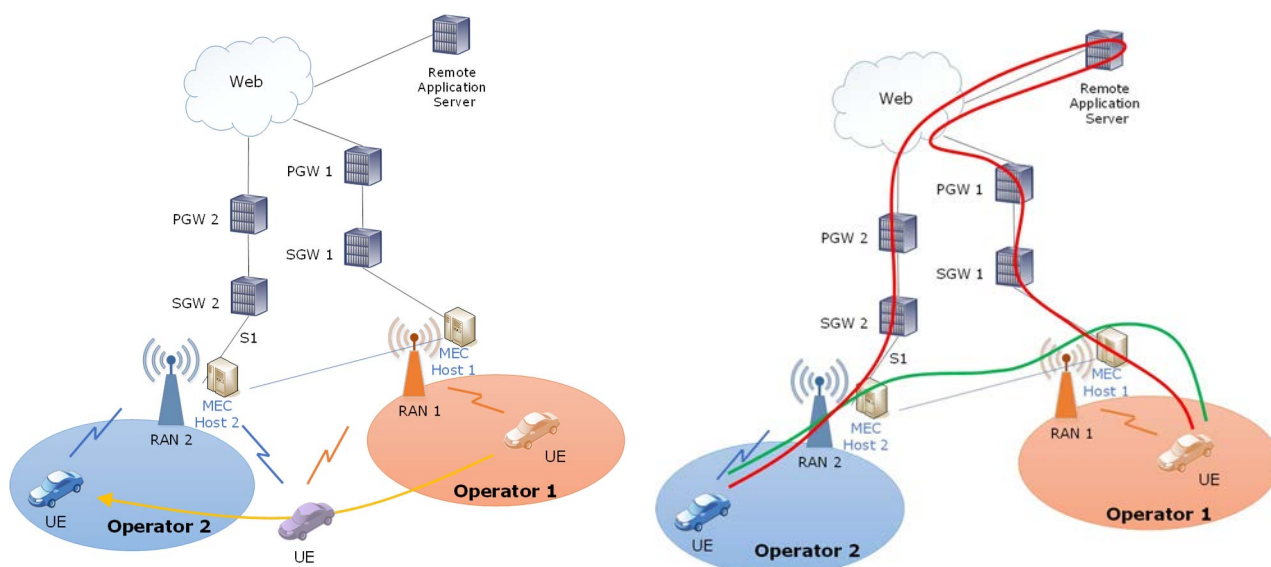 Web
Remote
Application
Server
PGW 1
PGW 2
SGW 1
SGW 2
S1
MEC
Host 1
MEC
Host 2
RAN 1
RAN 2
UE
Operator 1
UE
Operator 2
UE
Web
Remote
Application
Server
PGW 1
PGW 2
SGW 1
SGW 2
S1
MEC
Host 1
MEC
Host 2
RAN 1
RAN 2
UE
Operator 1
UE
Operator 2